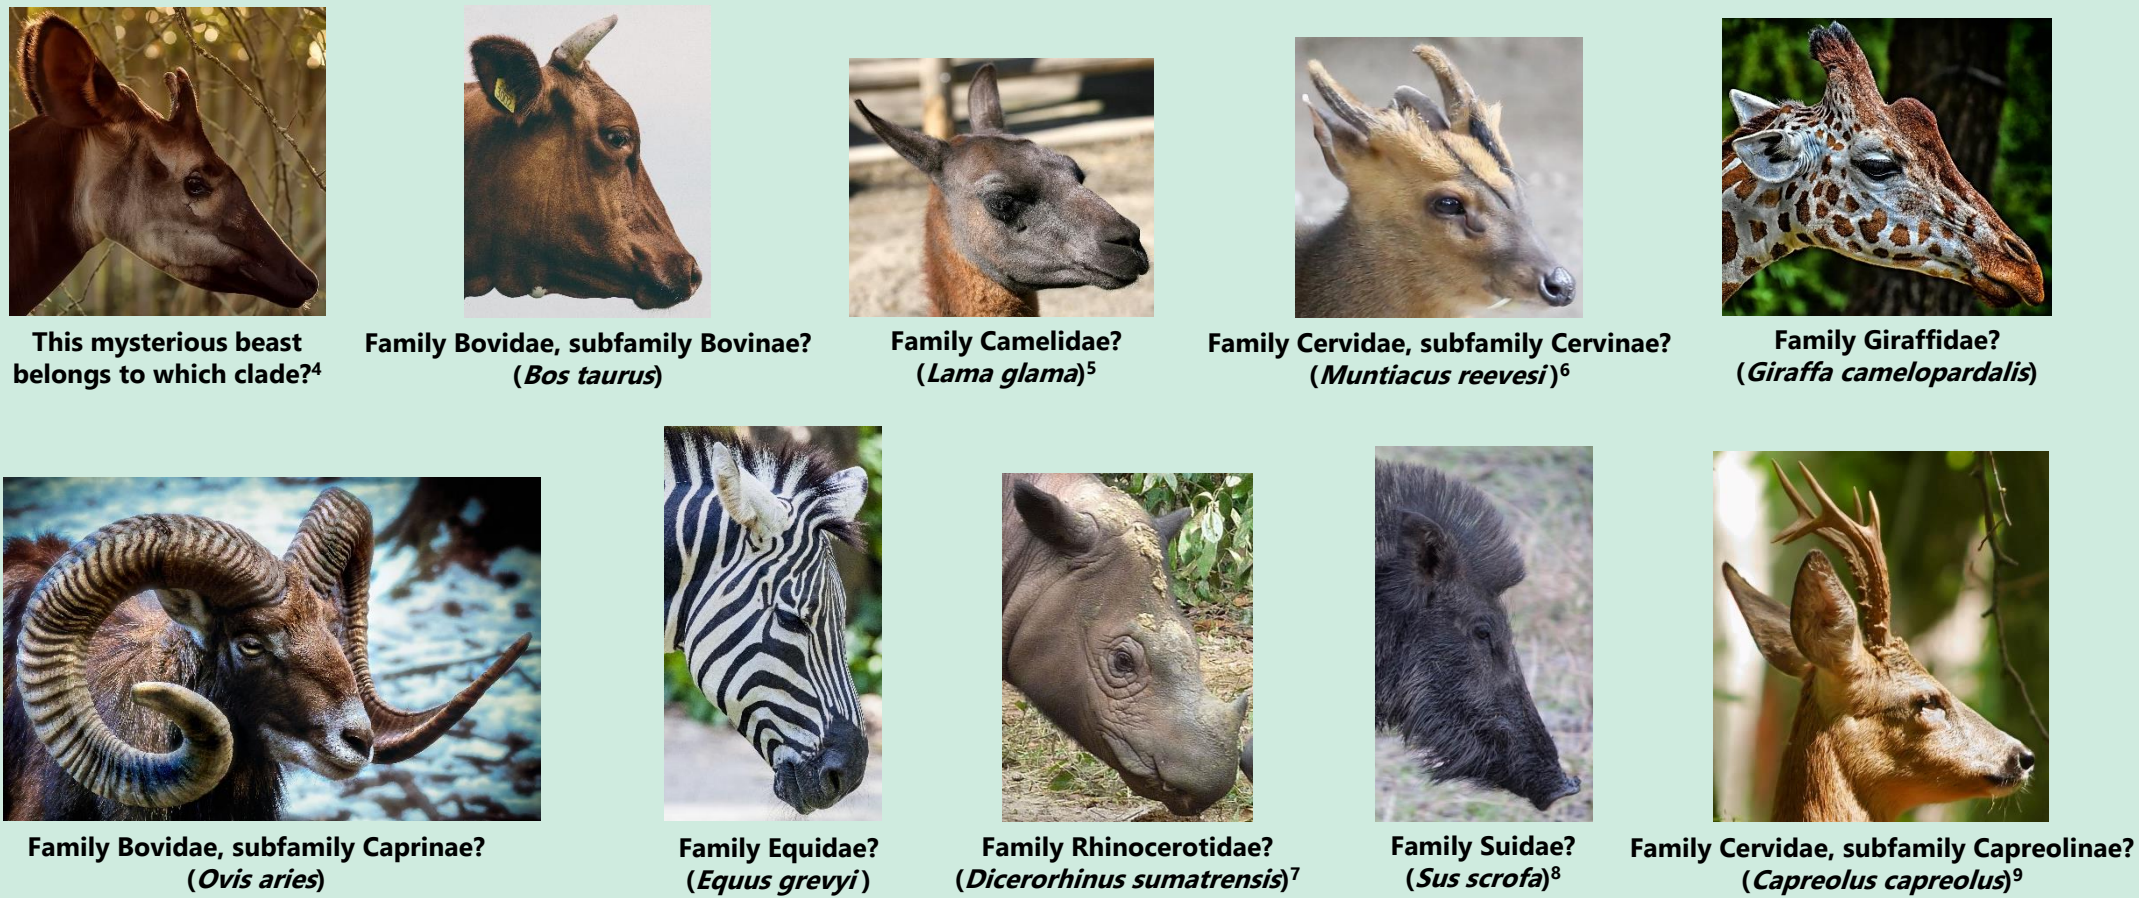 This mysterious beast
belongs to which clade?⁴
Family Bovidae, subfamily Bovinae?
(Bos taurus)
Family Camelidae?
(Lama glama)⁵
Family Cervidae, subfamily Cervinae?
(Muntiacus reevesi)⁶
Family Giraffidae?
(Giraffa camelopardalis)
Family Bovidae, subfamily Caprinae?
(Ovis aries)
Family Equidae?
(Equus grevyi)
Family Rhinocerotidae?
(Dicerorhinus sumatrensis)⁷
Family Suidae?
(Sus scrofa)⁸
Family Cervidae, subfamily Capreolinae?
(Capreolus capreolus)⁹